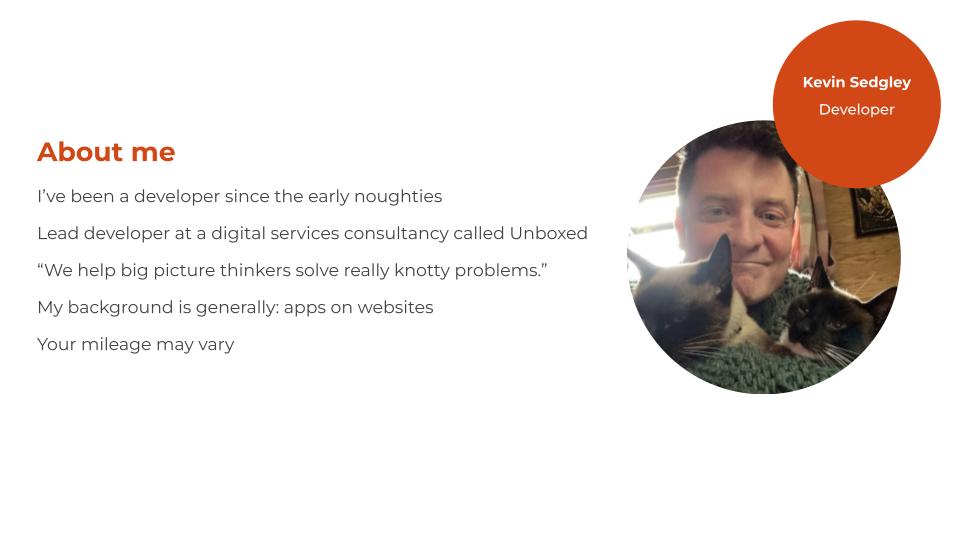 Kevin Sedgley
Developer
About me
I’ve been a developer since the early noughties
Lead developer at a digital services consultancy called Unboxed
“We help big picture thinkers solve really knotty problems.”
My background is generally: apps on websites
Your mileage may vary